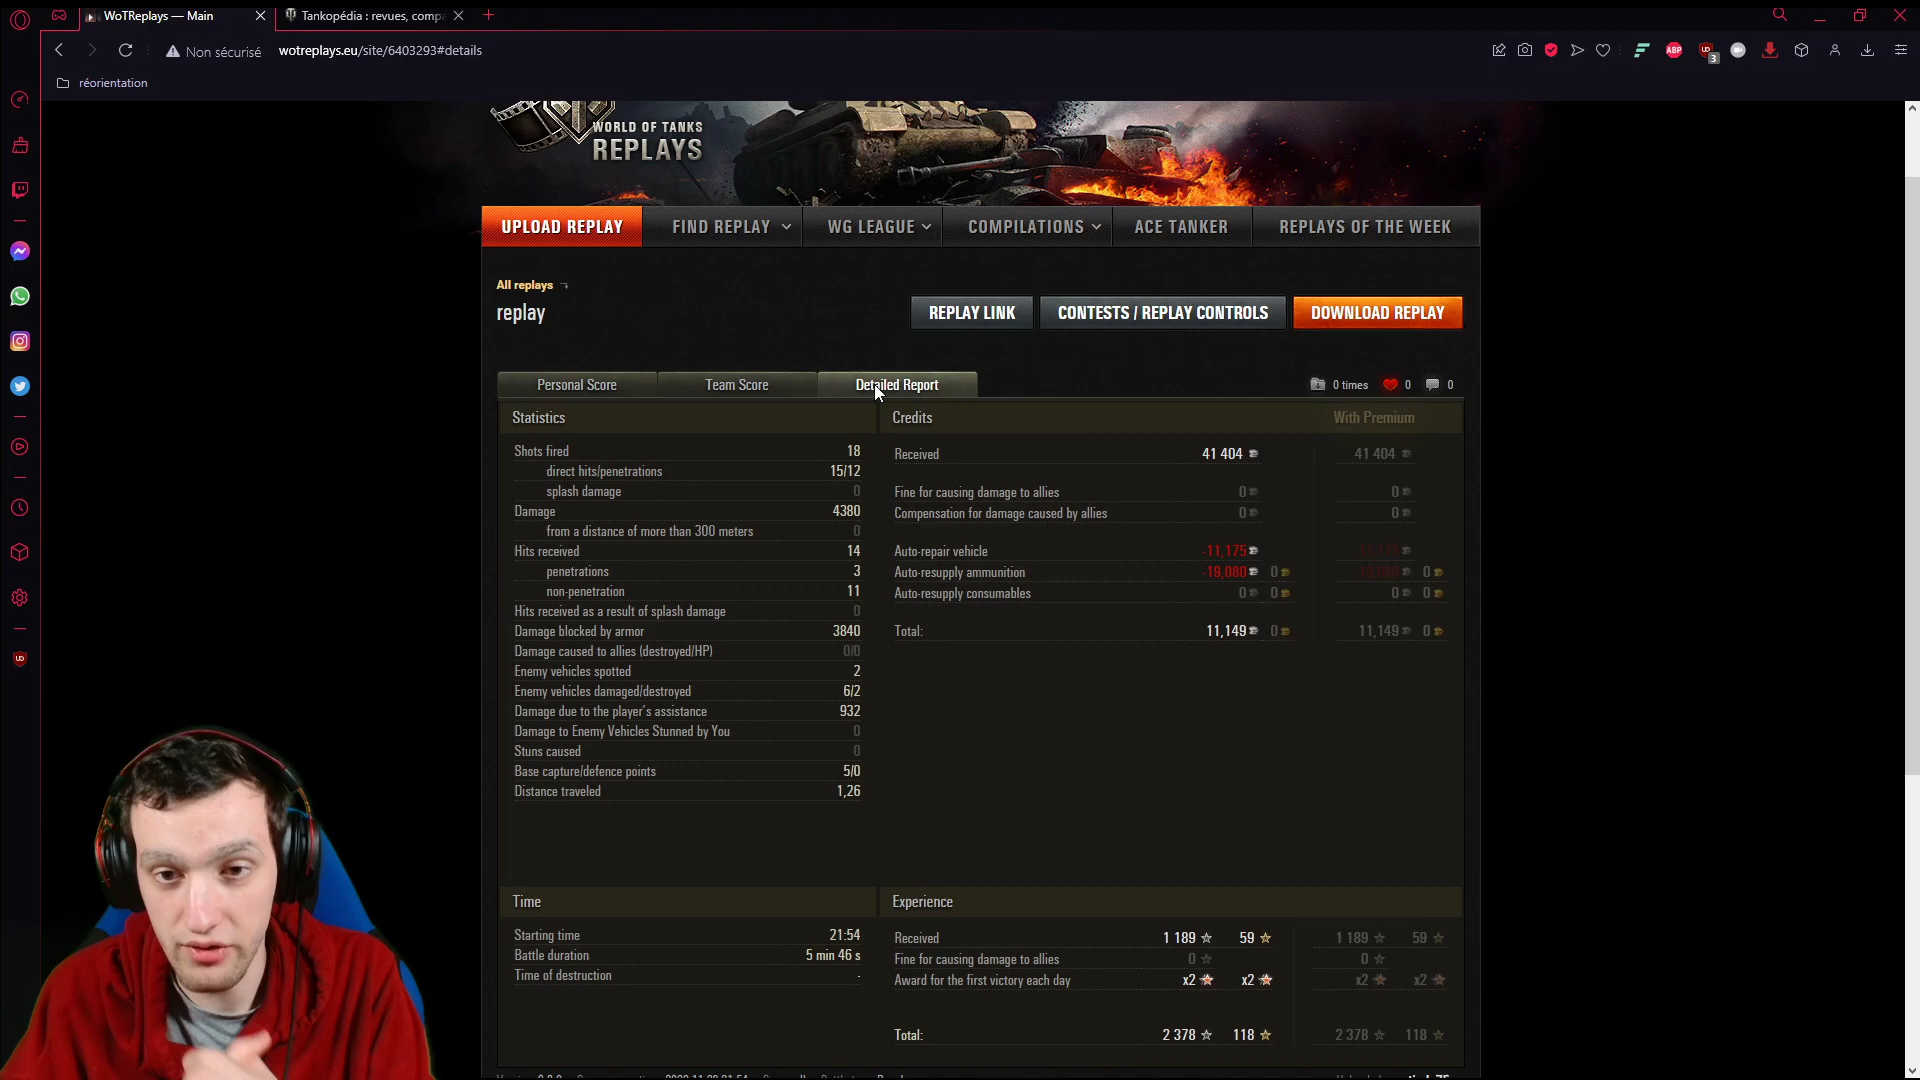 WoTReplays — Main
Tankopédia : revues, comp
Non sécurisé wotreplays.eu/site/6403293#details
ABP
UD
3
réorientation
WORLD OF TANKS
REPLAYS
UPLOAD REPLAY FIND REPLAY WG LEAGUE COMPILATIONS ACE TANKER REPLAYS OF THE WEEK
All replays
replay
REPLAY LINK CONTESTS / REPLAY CONTROLS DOWNLOAD REPLAY
Personal Score Team Score Detailed Report 0 times 0 0
Statistics
Shots fired 18
direct hits/penetrations 15/12
splash damage 0
Damage 4380
from a distance of more than 300 meters 0
Hits received 14
penetrations 3
non-penetration 11
Hits received as a result of splash damage 0
Damage blocked by armor 3840
Damage caused to allies (destroyed/HP) 0/0
Enemy vehicles spotted 2
Enemy vehicles damaged/destroyed 6/2
Damage due to the player's assistance 932
Damage to Enemy Vehicles Stunned by You 0
Stuns caused 0
Base capture/defence points 5/0
Distance traveled 1,26
Credits With Premium
Received 41 404 41 404
Fine for causing damage to allies 0 0
Compensation for damage caused by allies 0 0
Auto-repair vehicle -11,175
Auto-resupply ammunition -19,080 0 0
Auto-resupply consumables 0 0 0 0
Total: 11,149 0 11,149 0
Time
Starting time 21:54
Battle duration 5 min 46 s
Time of destruction -
Experience
Received 1 189 59 1 189 59
Fine for causing damage to allies 0 0
Award for the first victory each day x2 x2 x2 x2
Total: 2 378 118 2 378 118
UD